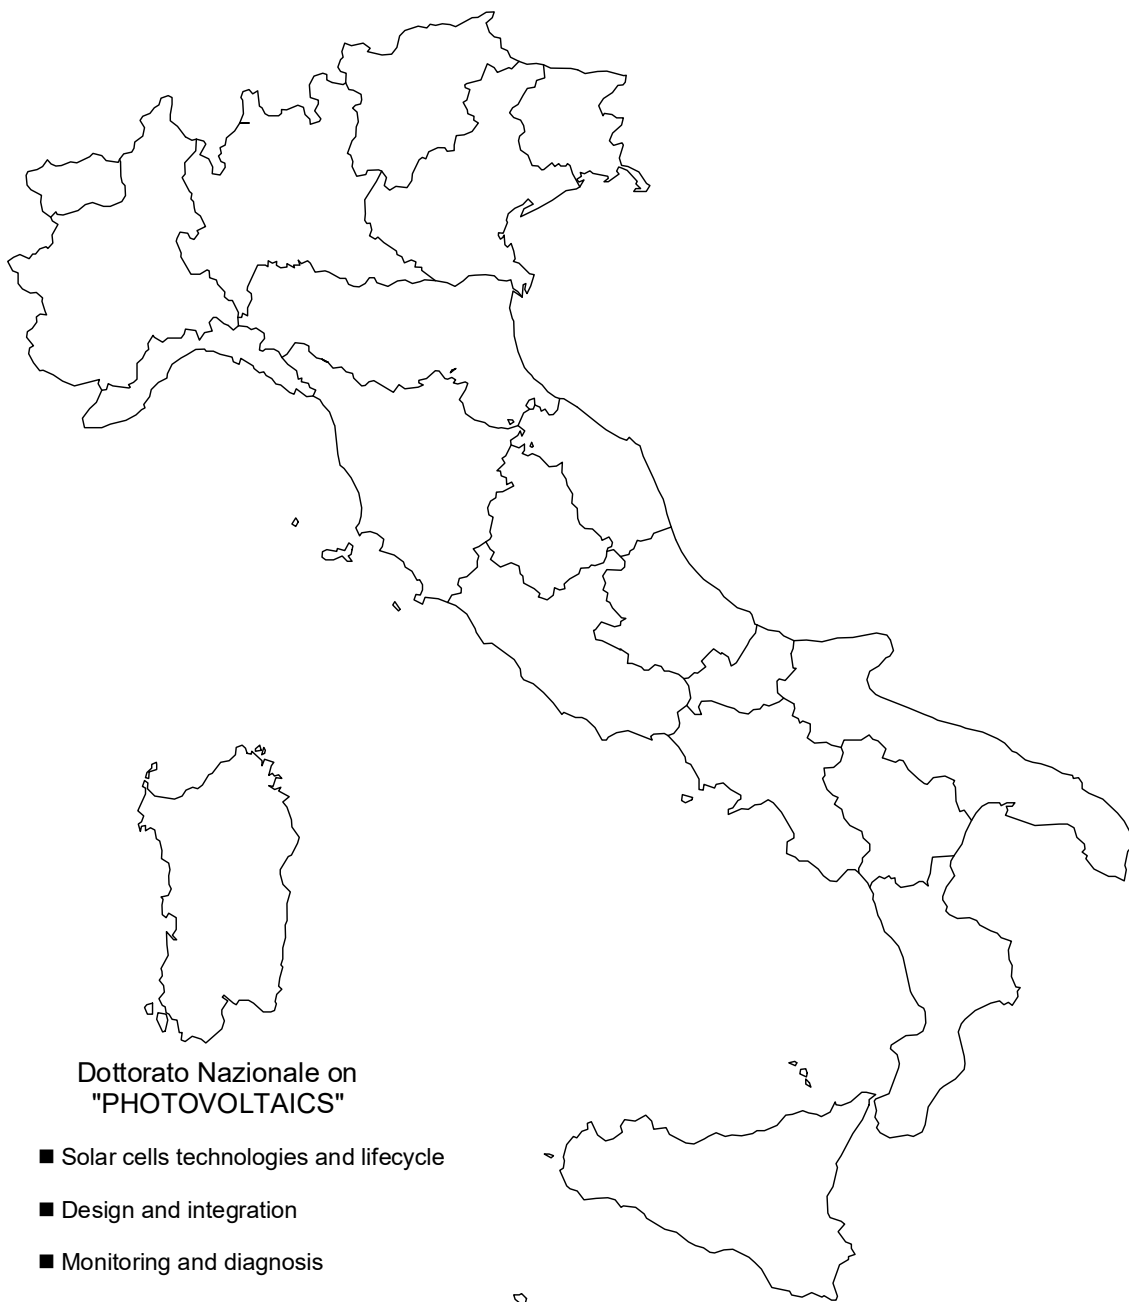 Dottorato Nazionale on
"PHOTOVOLTAICS"
■ Solar cells technologies and lifecycle
■ Design and integration
■ Monitoring and diagnosis